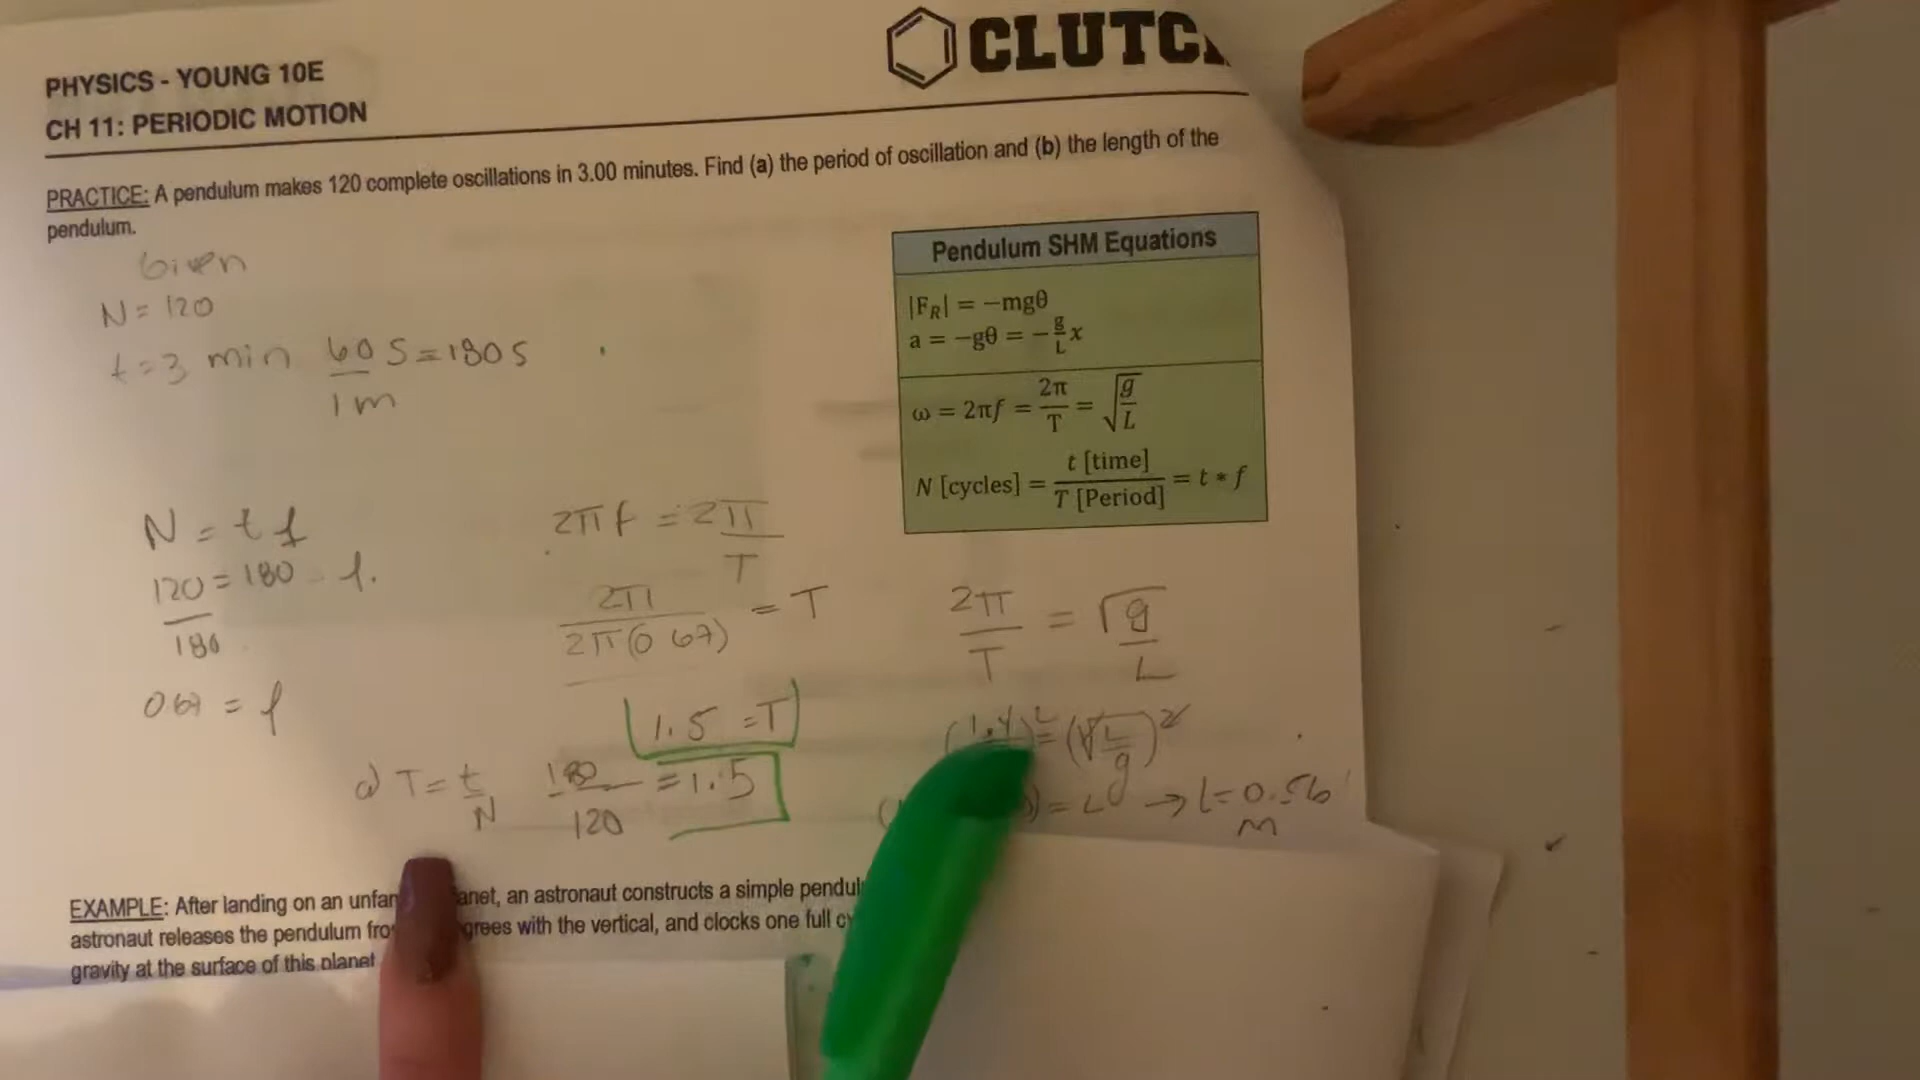 PHYSICS - YOUNG 10E
CH 11: PERIODIC MOTION
CLUTC
PRACTICE: A pendulum makes 120 complete oscillations in 3.00 minutes. Find (a) the period of oscillation and (b) the length of the
pendulum.
Given
N = 120
t = 3 min 60 s = 180 s
1 m
Pendulum SHM Equations
|F_R| = −mgθ
a = −gθ = −g/L x
ω = 2πf = 2π/T = √(g/L)
N [cycles] = t [time] / T [Period] = t * f
N = t f
120 = 180 f.
180
0.67 = f
2πf = 2π/T
2π / 2π(0.67) = T
1.5 = T
a) T = t/N 180/120 = 1.5
2π/T = √g/L
= (√L/g)²
) = L → L = 0.56
m
EXAMPLE: After landing on an unfam anet, an astronaut constructs a simple pendul
astronaut releases the pendulum fro grees with the vertical, and clocks one full cy
gravity at the surface of this planet